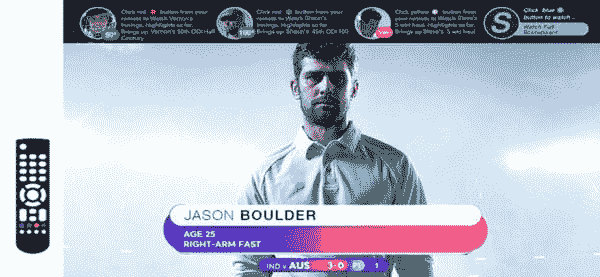 Click red button from your
remote to Watch Vernon's
innings. Highlights so far.
Brings up Vernon's 50th ODI Half
Century
50*
Click red button from your
remote to Watch Shaun's
innings. Highlights so far.
Brings up Shaun's 45th ODI 100
100*
Click yellow button from your
remote to Watch Steve's
5 wkt haul. Highlights so far.
Brings up Steve's 5 wkt haul
S
Click blue
button to watch
Watch Full
Scorecard
JASON BOULDER
AGE 25
RIGHT-ARM FAST
IND v AUS 3-0 1